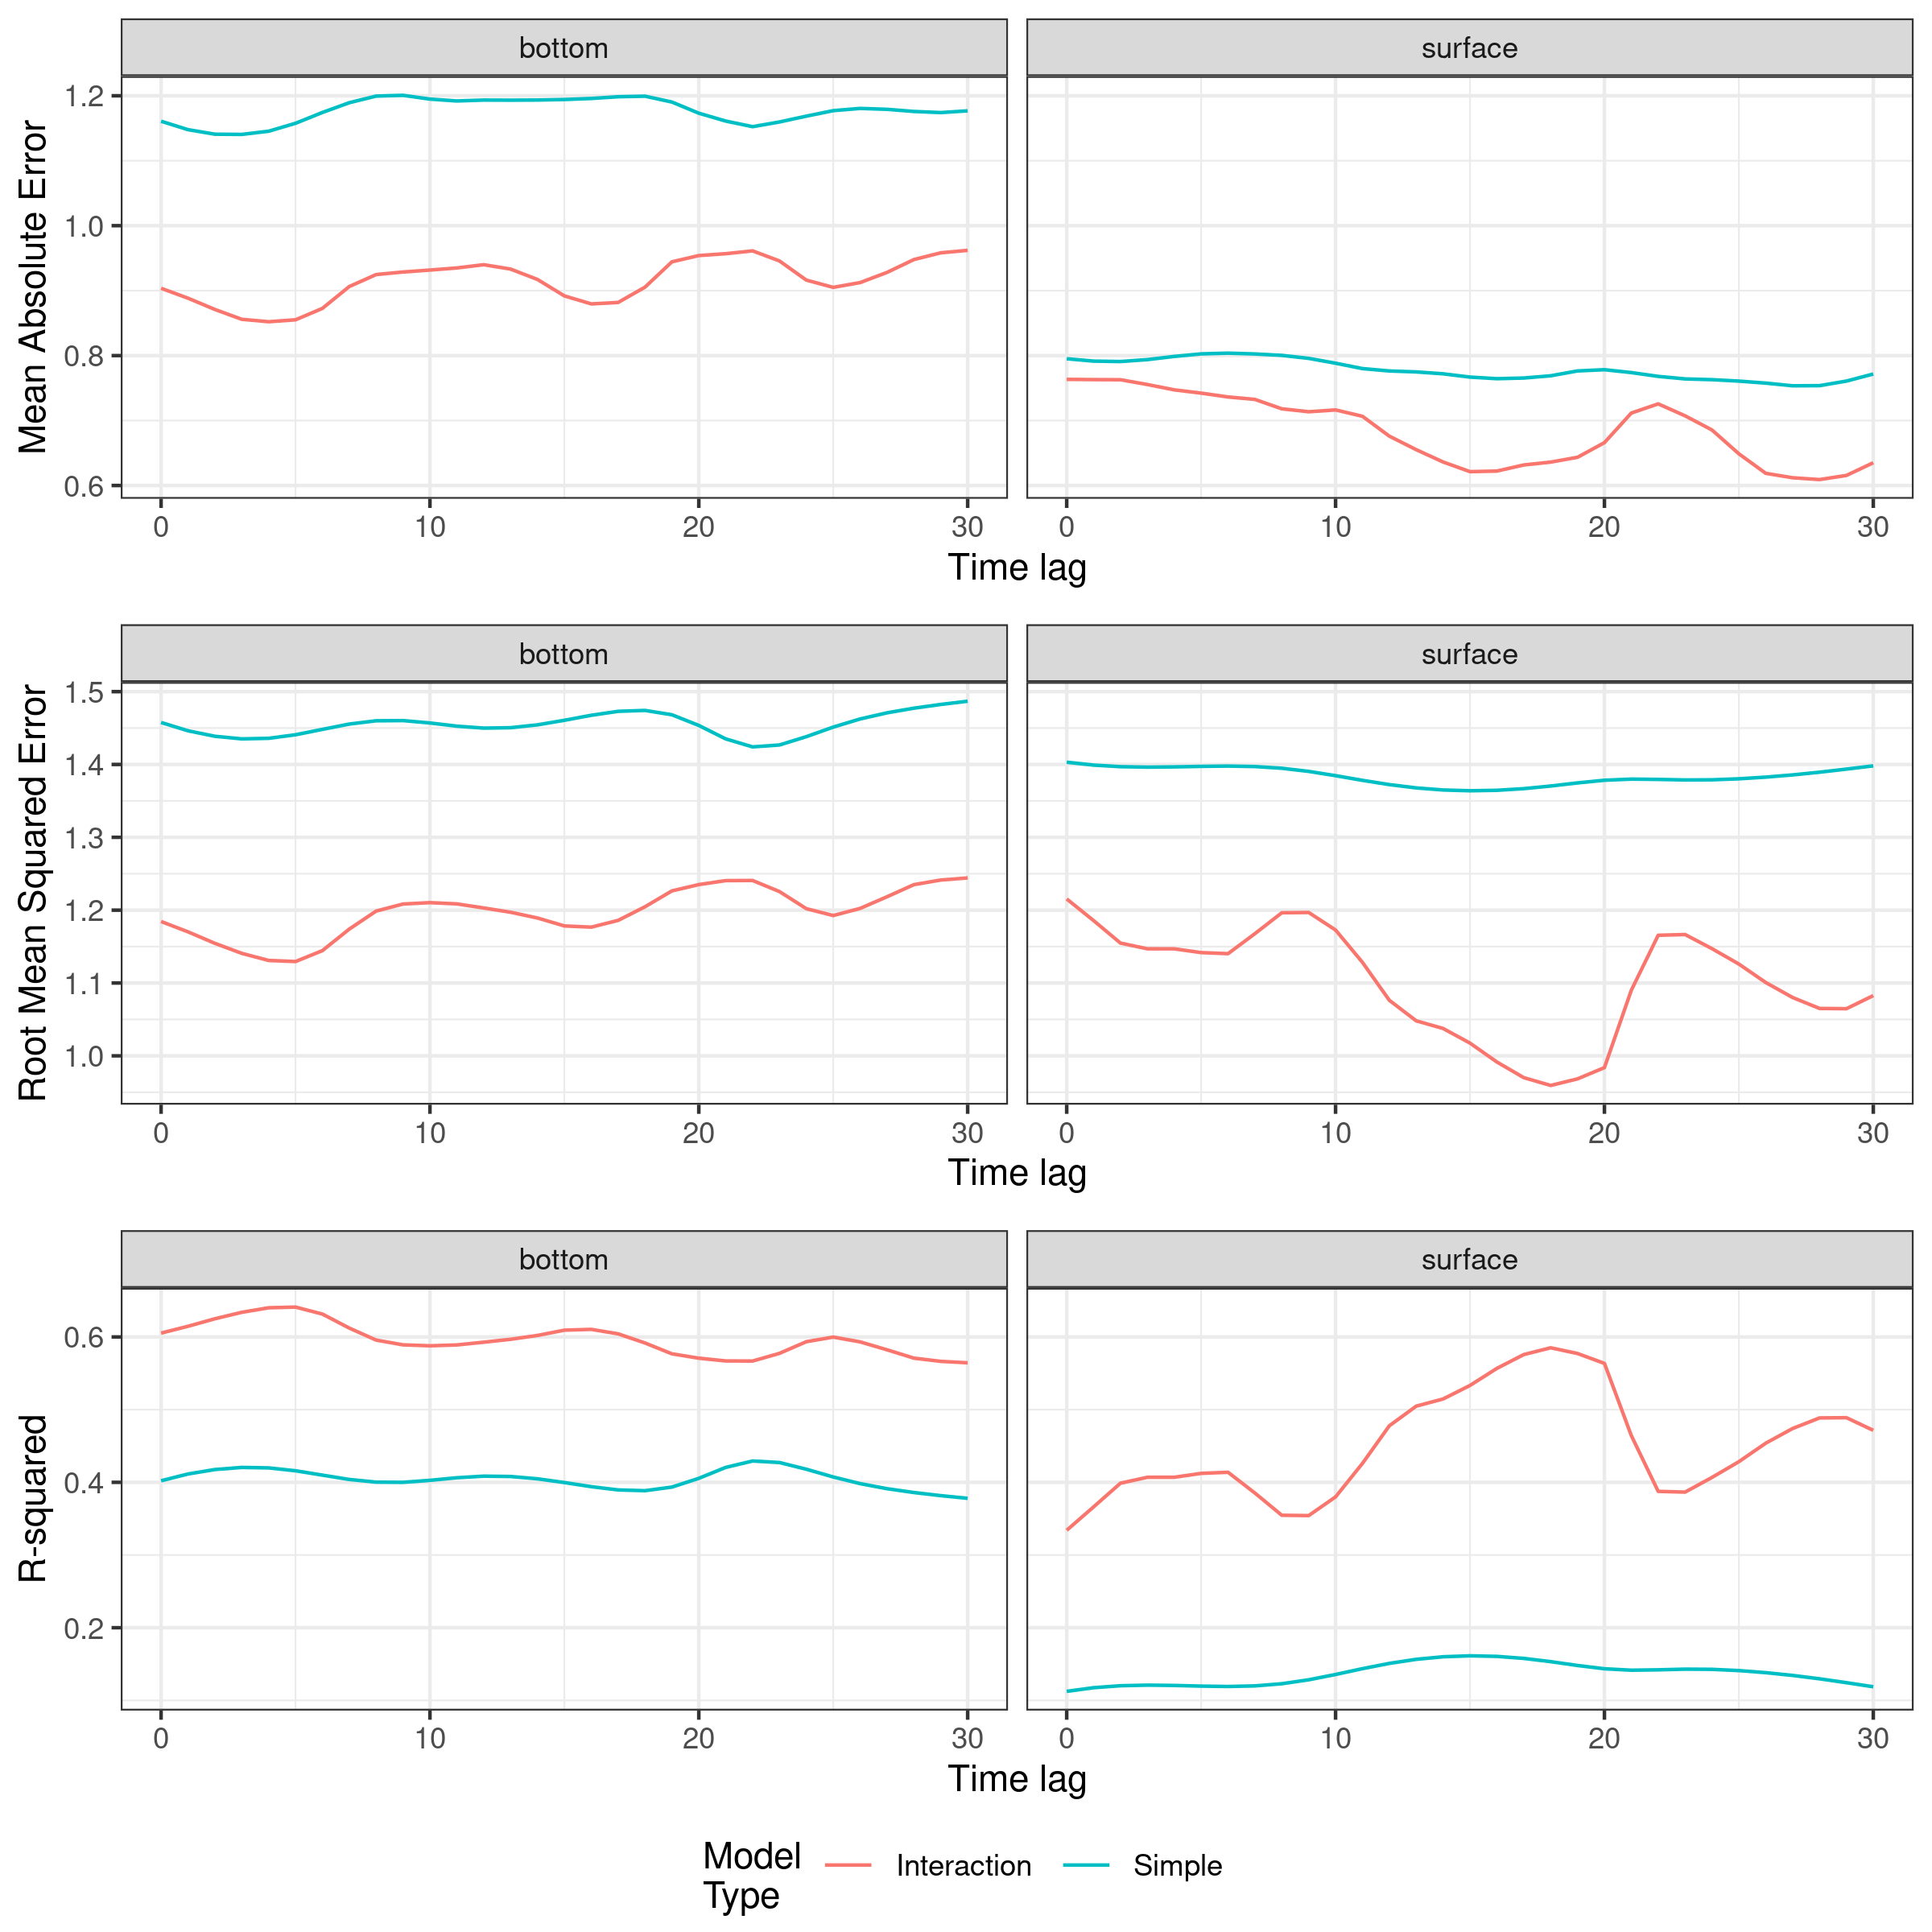 bottom
surface
Mean Absolute Error
1.2
1.0
0.8
0.6
0 10 20 30
0 10 20 30
Time lag
bottom
surface
Root Mean Squared Error
1.5
1.4
1.3
1.2
1.1
1.0
0 10 20 30
0 10 20 30
Time lag
bottom
surface
R-squared
0.6
0.4
0.2
0 10 20 30
0 10 20 30
Time lag
Model
Type
Interaction
Simple